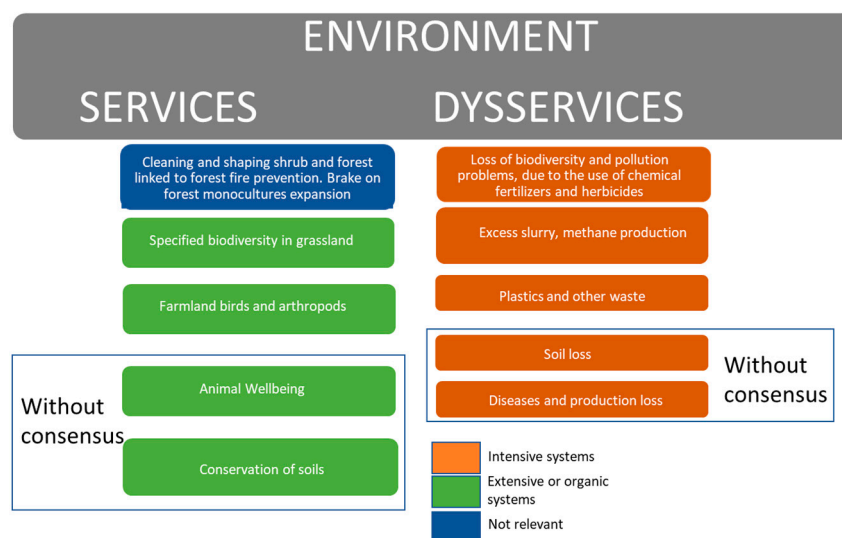 ENVIRONMENT
SERVICES
DYSSERVICES
Cleaning and shaping shrub and forest
linked to forest fire prevention. Brake on
forest monocultures expansion
Specified biodiversity in grassland
Farmland birds and arthropods
Without
consensus
Animal Wellbeing
Conservation of soils
Loss of biodiversity and pollution
problems, due to the use of chemical
fertilizers and herbicides
Excess slurry, methane production
Plastics and other waste
Soil loss
Diseases and production loss
Without
consensus
Intensive systems
Extensive or organic
systems
Not relevant